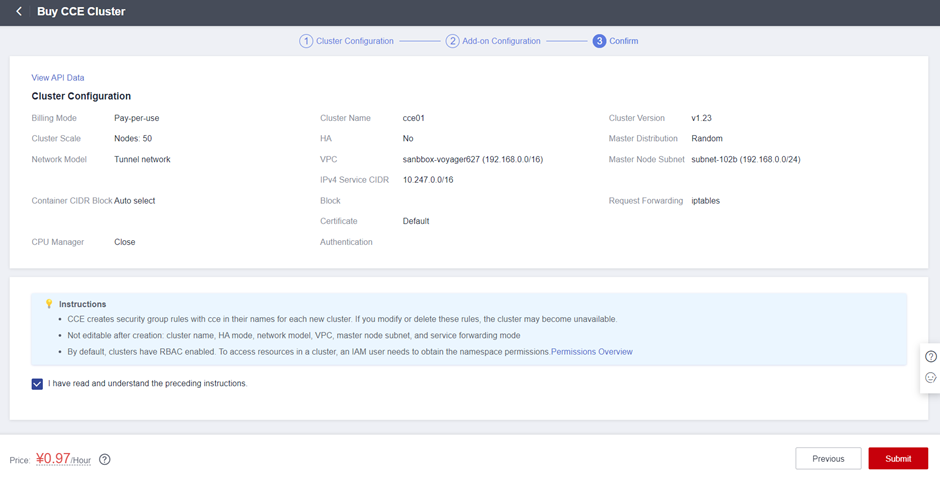 Buy CCE Cluster
1 Cluster Configuration 2 Add-on Configuration 3 Confirm
View API Data
Cluster Configuration
Billing Mode Pay-per-use Cluster Name cce01 Cluster Version v1.23
Cluster Scale Nodes: 50 HA No Master Distribution Random
Network Model Tunnel network VPC sanbbox-voyager627 (192.168.0.0/16) Master Node Subnet subnet-102b (192.168.0.0/24)
IPv4 Service CIDR 10.247.0.0/16
Container CIDR Block Auto select Block Request Forwarding iptables
Certificate Default
CPU Manager Close Authentication
Instructions
• CCE creates security group rules with cce in their names for each new cluster. If you modify or delete these rules, the cluster may become unavailable.
• Not editable after creation: cluster name, HA mode, network model, VPC, master node subnet, and service forwarding mode
• By default, clusters have RBAC enabled. To access resources in a cluster, an IAM user needs to obtain the namespace permissions.Permissions Overview
I have read and understand the preceding instructions.
Price: ¥0.97/Hour ? Previous Submit